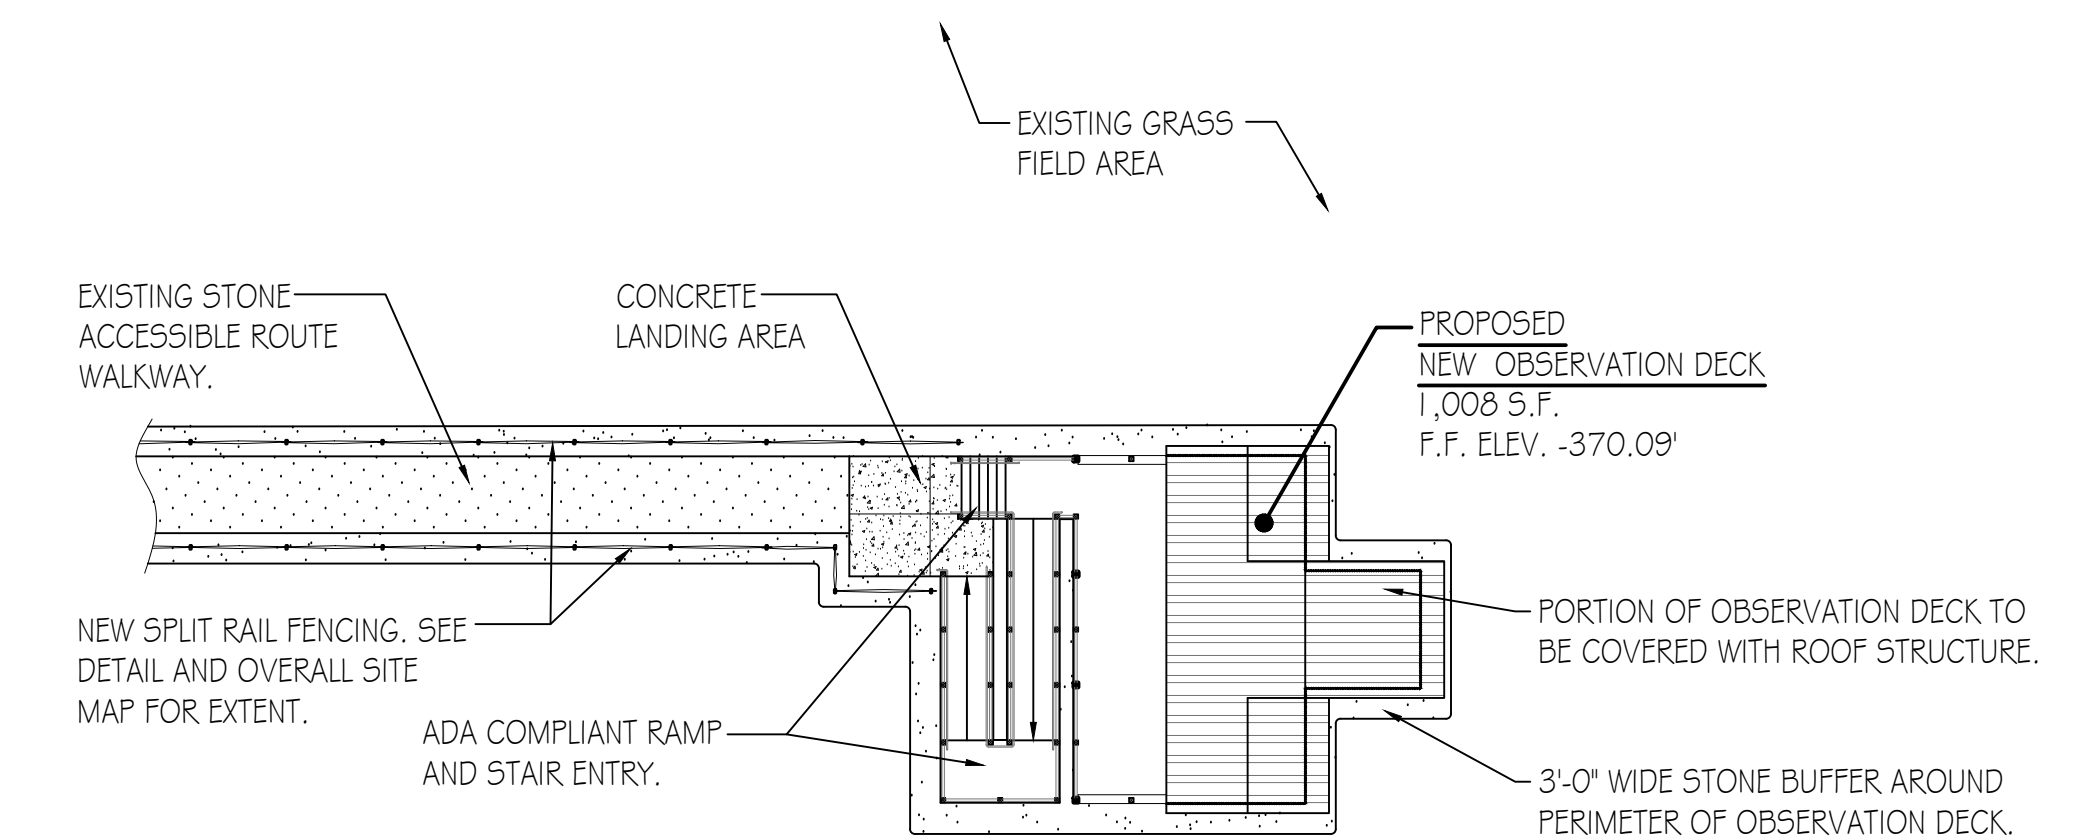 EXISTING GRASS
FIELD AREA
EXISTING STONE
ACCESSIBLE ROUTE
WALKWAY.
CONCRETE
LANDING AREA
PROPOSED
NEW OBSERVATION DECK
1,008 S.F.
F.F. ELEV. -370.09'
NEW SPLIT RAIL FENCING. SEE
DETAIL AND OVERALL SITE
MAP FOR EXTENT.
ADA COMPLIANT RAMP
AND STAIR ENTRY.
PORTION OF OBSERVATION DECK TO
BE COVERED WITH ROOF STRUCTURE.
3'-0" WIDE STONE BUFFER AROUND
PERIMETER OF OBSERVATION DECK.